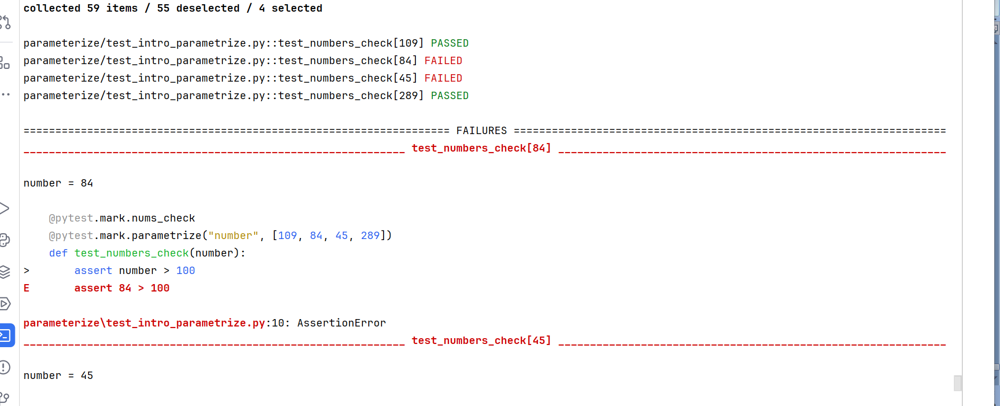 collected 59 items / 55 deselected / 4 selected
parameterize/test_intro_parametrize.py::test_numbers_check[109] PASSED
parameterize/test_intro_parametrize.py::test_numbers_check[84] FAILED
parameterize/test_intro_parametrize.py::test_numbers_check[45] FAILED
parameterize/test_intro_parametrize.py::test_numbers_check[289] PASSED
=================================================================== FAILURES ====================================================================
____________________________________________________________ test_numbers_check[84] _____________________________________________________________
number = 84
    @pytest.mark.nums_check
    @pytest.mark.parametrize("number", [109, 84, 45, 289])
    def test_numbers_check(number):
>       assert number > 100
E       assert 84 > 100
parameterize\test_intro_parametrize.py:10: AssertionError
____________________________________________________________ test_numbers_check[45] _____________________________________________________________
number = 45